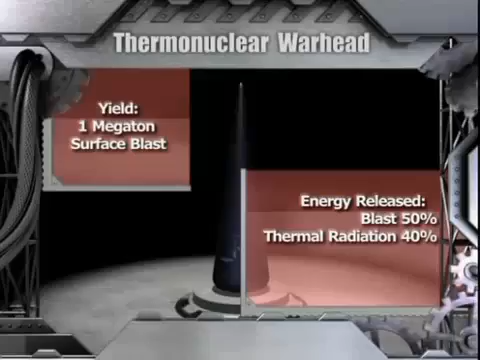 Thermonuclear Warhead
Yield:
1 Megaton
Surface Blast
Energy Released:
Blast 50%
Thermal Radiation 40%